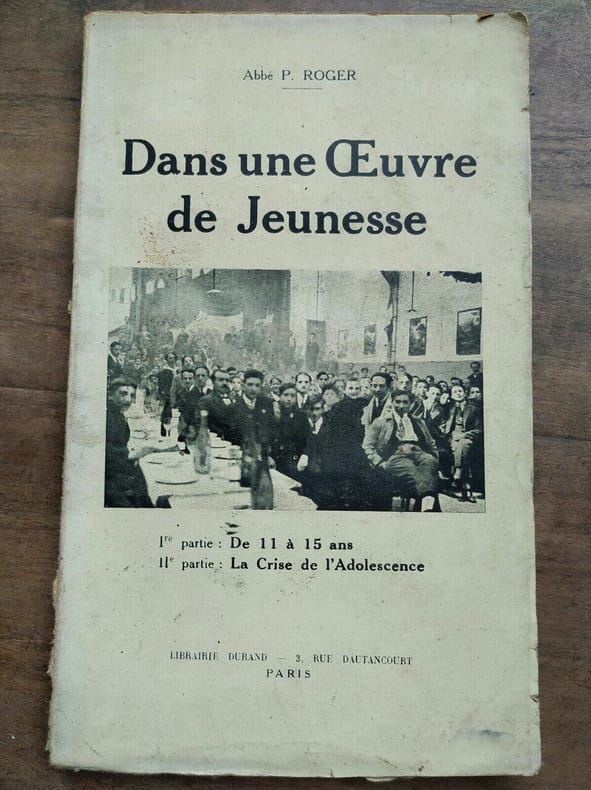 Abbé P. ROGER
Dans une Œuvre
de Jeunesse
Iʳᵉ partie : De 11 à 15 ans
IIᵉ partie : La Crise de l'Adolescence
LIBRAIRIE DURAND — 3, RUE DAUTANCOURT
PARIS